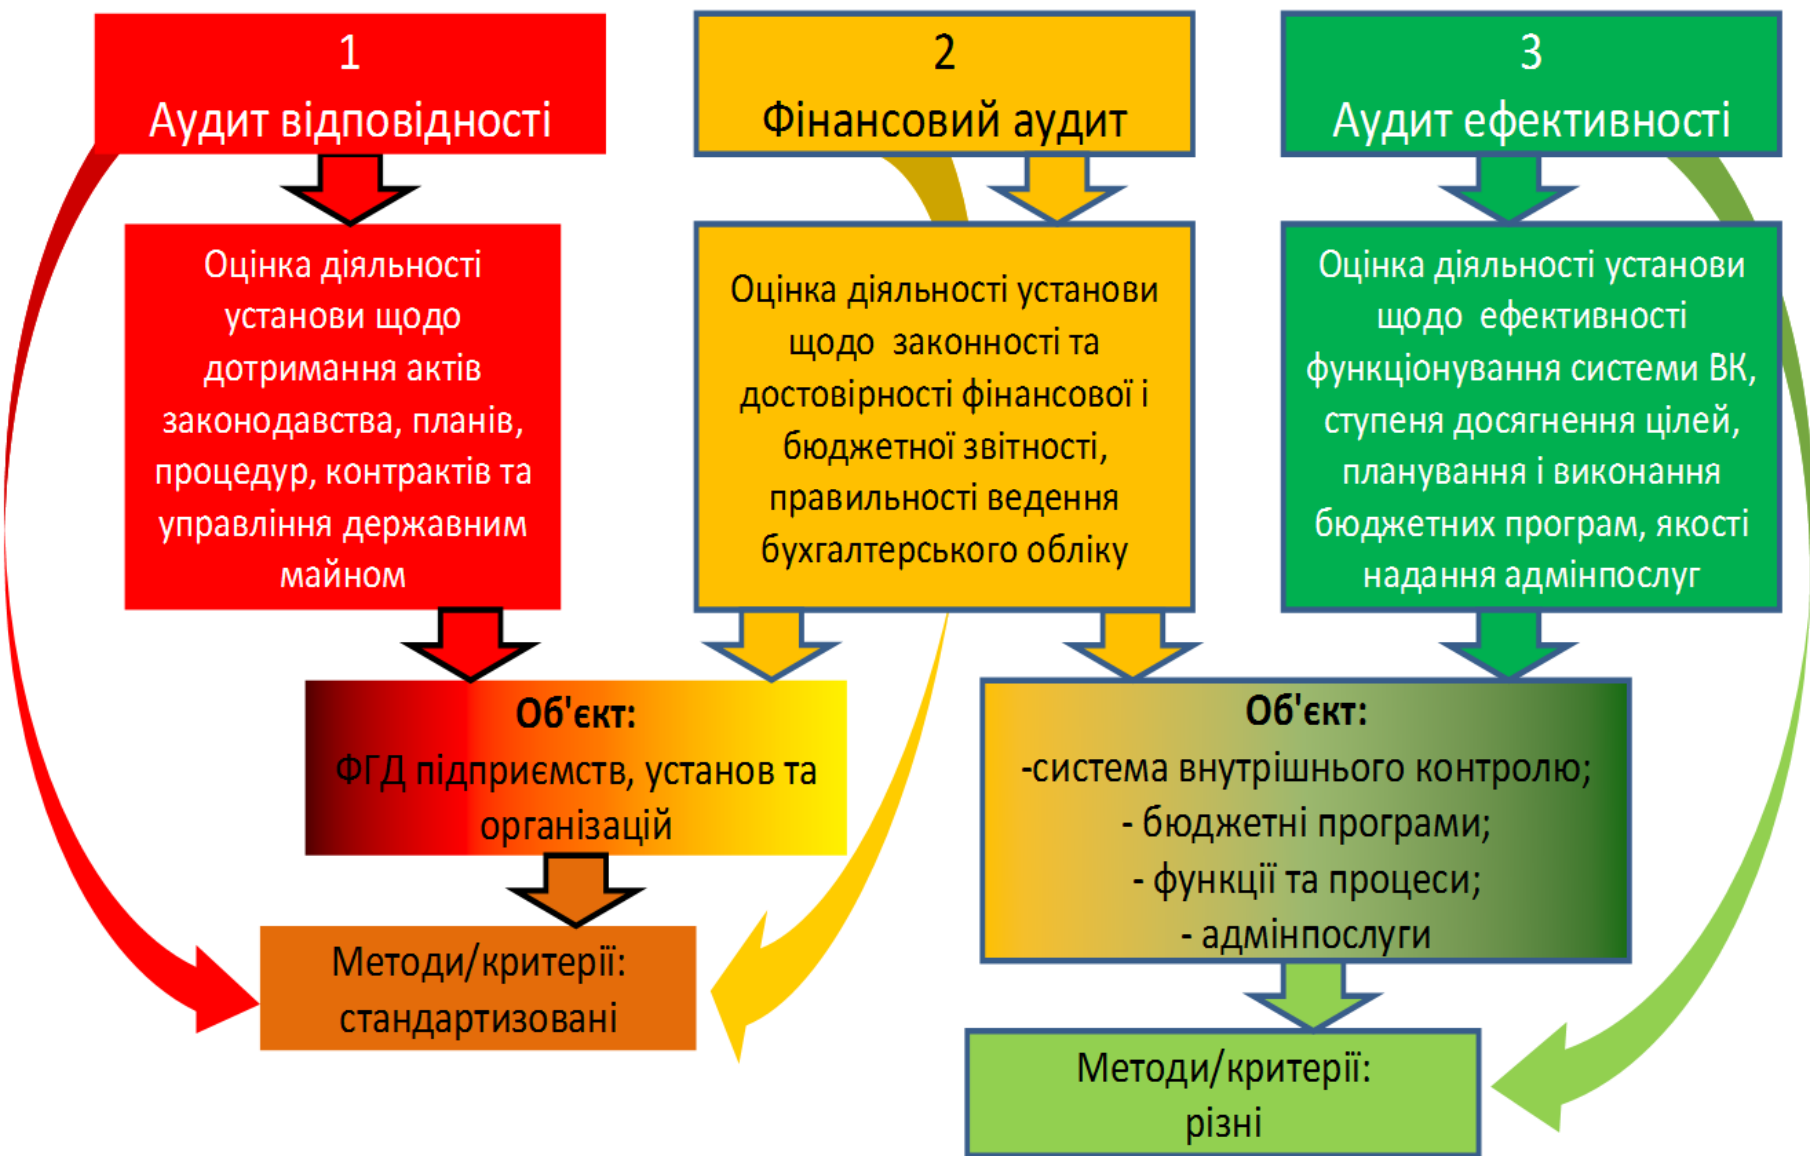 1
Аудит відповідності
2
Фінансовий аудит
3
Аудит ефективності
Оцінка діяльності
установи щодо
дотримання актів
законодавства, планів,
процедур, контрактів та
управління державним
майном
Оцінка діяльності установи
щодо законності та
достовірності фінансової і
бюджетної звітності,
правильності ведення
бухгалтерського обліку
Оцінка діяльності установи
щодо ефективності
функціонування системи ВК,
ступеня досягнення цілей,
планування і виконання
бюджетних програм, якості
надання адмінпослуг
Об'єкт:
ФГД підприємств, установ та
організацій
Об'єкт:
-система внутрішнього контролю;
- бюджетні програми;
- функції та процеси;
- адмінпослуги
Методи/критерії:
стандартизовані
Методи/критерії:
різні